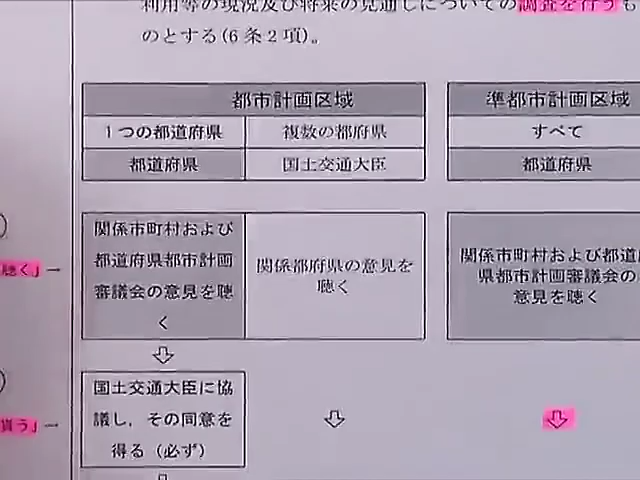 利用等の現況及び将来の見通しについての調査を行うも
のとする(6条2項)。
都市計画区域
準都市計画区域
1つの都道府県
複数の都府県
すべて
都道府県
国土交通大臣
都道府県
関係市町村および
都道府県都市計画
審議会の意見を聴
く
関係都府県の意見を
聴く
関係市町村および都道
県都市計画審議会の
意見を聴く
聴く」→
国土交通大臣に協
議し，その同意を
得る（必ず）
貰う」→